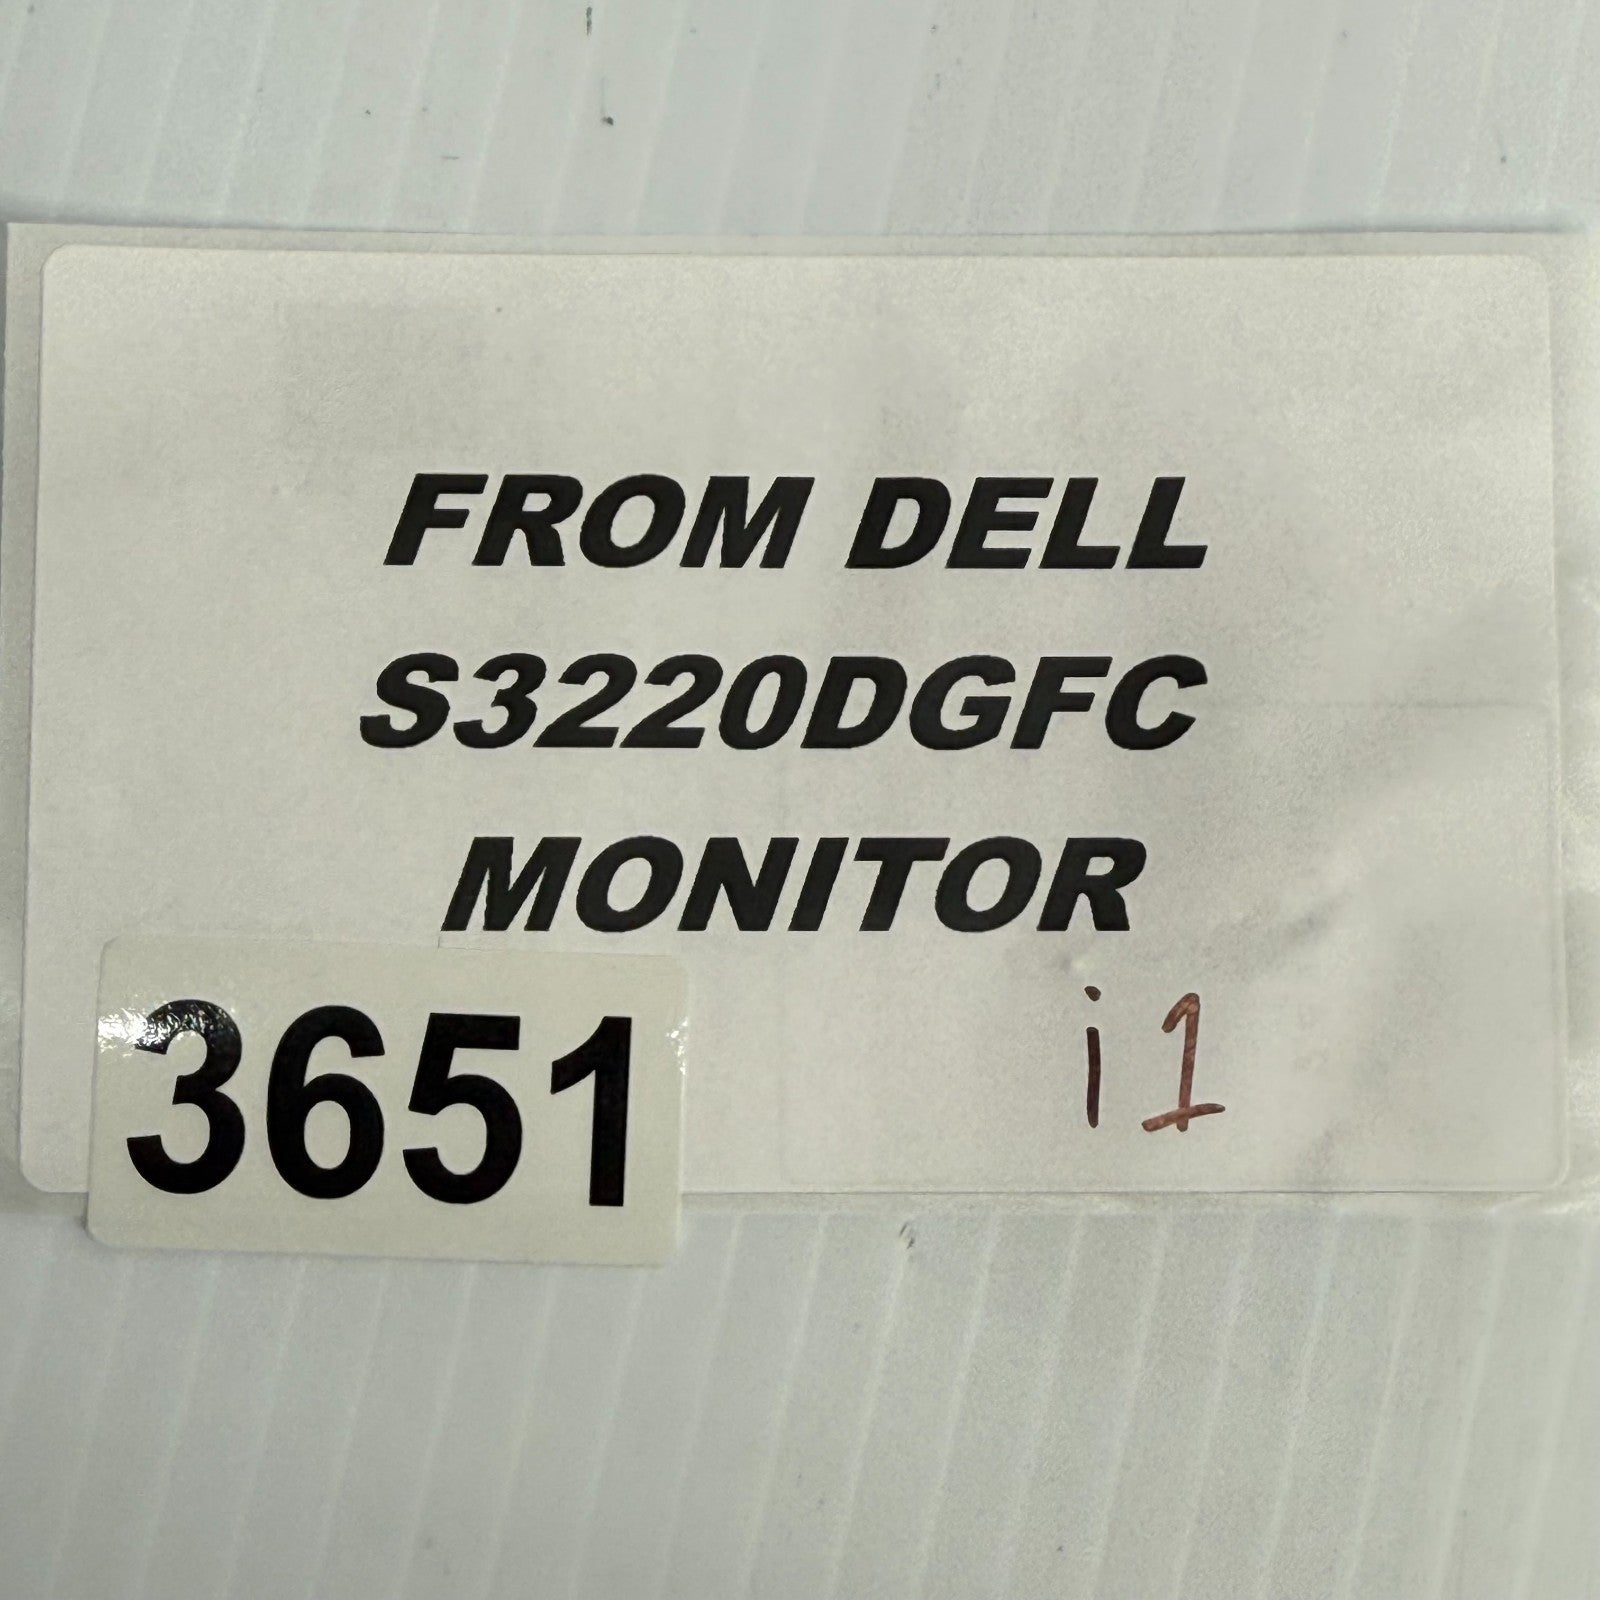 FROM DELL
S3220DGFC
MONITOR
3651
i1